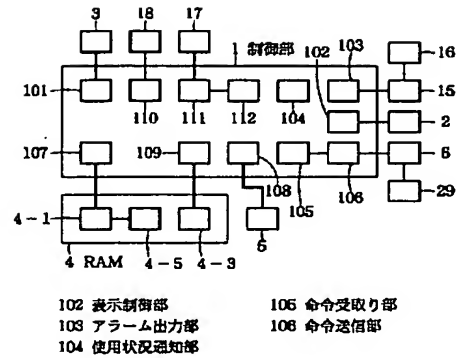 3 18 17
1 制御部
102 103 16
101 110 111 112 104 15
2
107 109 108 105 106 6
29
4-1 5
4 RAM 4-5 4-3
102 表示制御部 105 命令受取り部
103 アラーム出力部 106 命令送信部
104 使用状況通知部